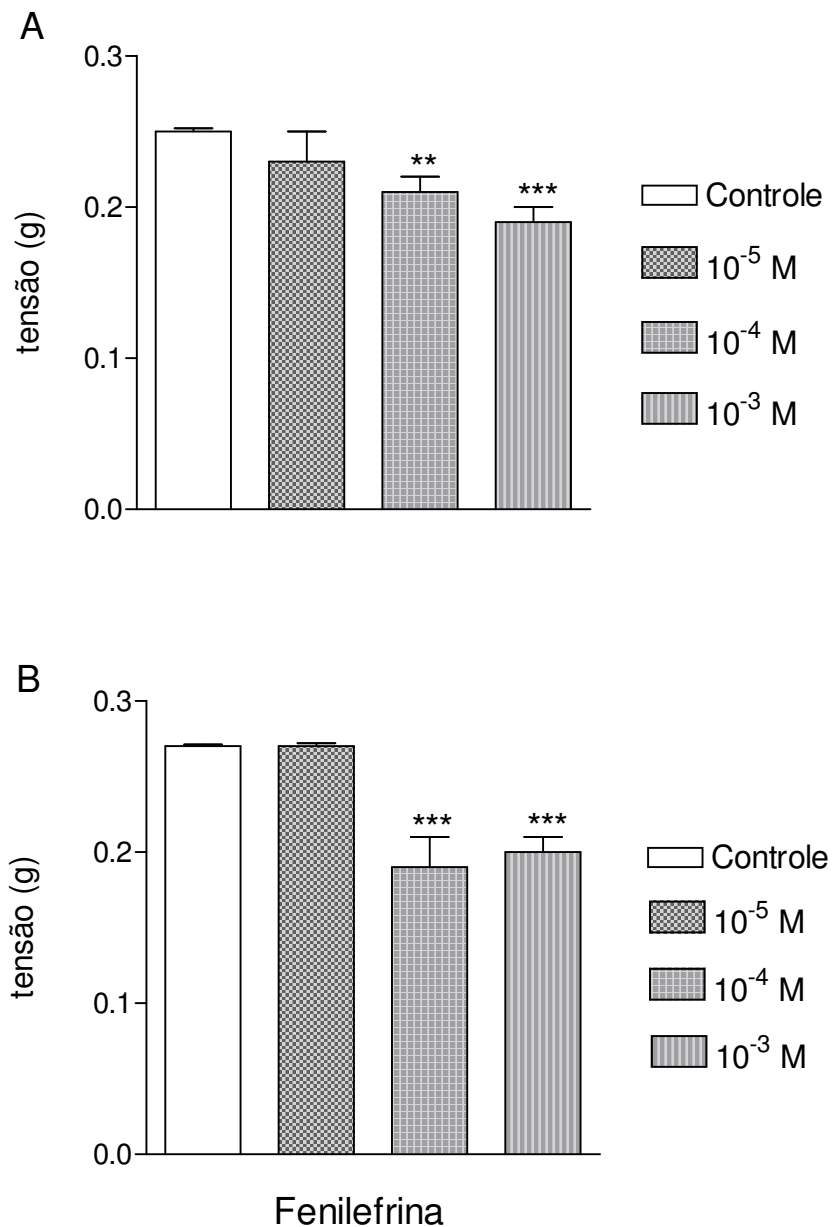 A
0.3
0.2
0.1
0.0
tensão (g)
**
***
Controle
10⁻⁵ M
10⁻⁴ M
10⁻³ M
B
0.3
0.2
0.1
0.0
tensão (g)
***
***
Controle
10⁻⁵ M
10⁻⁴ M
10⁻³ M
Fenilefrina